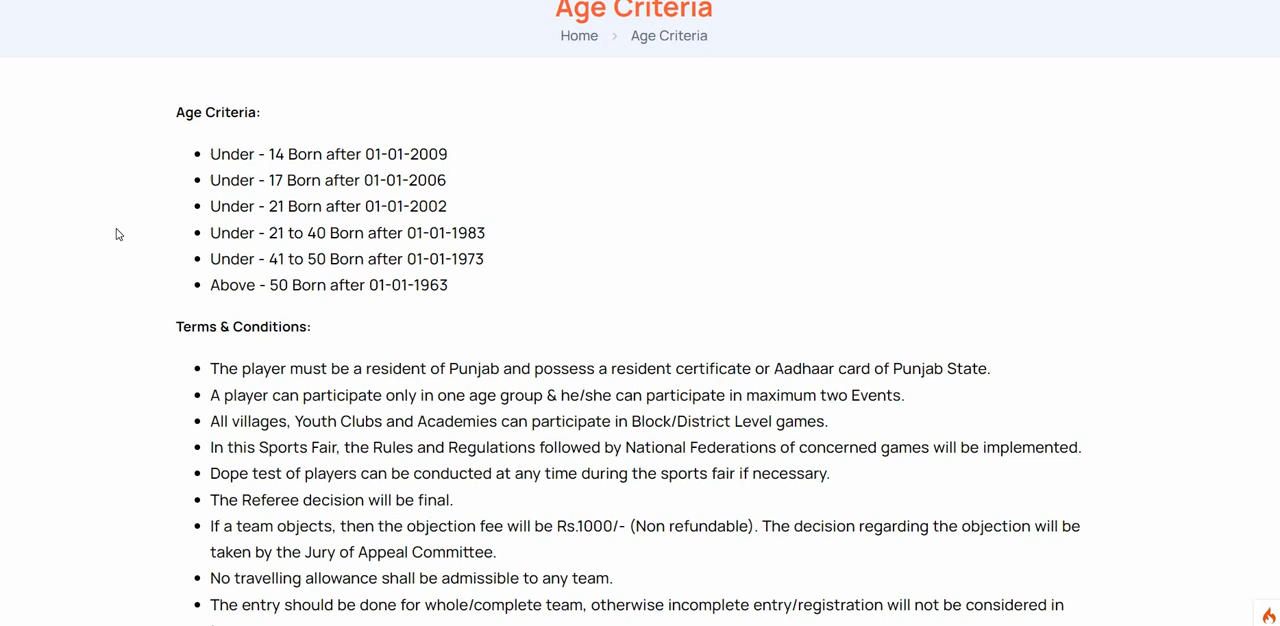 Age Criteria
Home > Age Criteria
Age Criteria:
Under - 14 Born after 01-01-2009
Under - 17 Born after 01-01-2006
Under - 21 Born after 01-01-2002
Under - 21 to 40 Born after 01-01-1983
Under - 41 to 50 Born after 01-01-1973
Above - 50 Born after 01-01-1963
Terms & Conditions:
The player must be a resident of Punjab and possess a resident certificate or Aadhaar card of Punjab State.
A player can participate only in one age group & he/she can participate in maximum two Events.
All villages, Youth Clubs and Academies can participate in Block/District Level games.
In this Sports Fair, the Rules and Regulations followed by National Federations of concerned games will be implemented.
Dope test of players can be conducted at any time during the sports fair if necessary.
The Referee decision will be final.
If a team objects, then the objection fee will be Rs.1000/- (Non refundable). The decision regarding the objection will be
taken by the Jury of Appeal Committee.
No travelling allowance shall be admissible to any team.
The entry should be done for whole/complete team, otherwise incomplete entry/registration will not be considered in